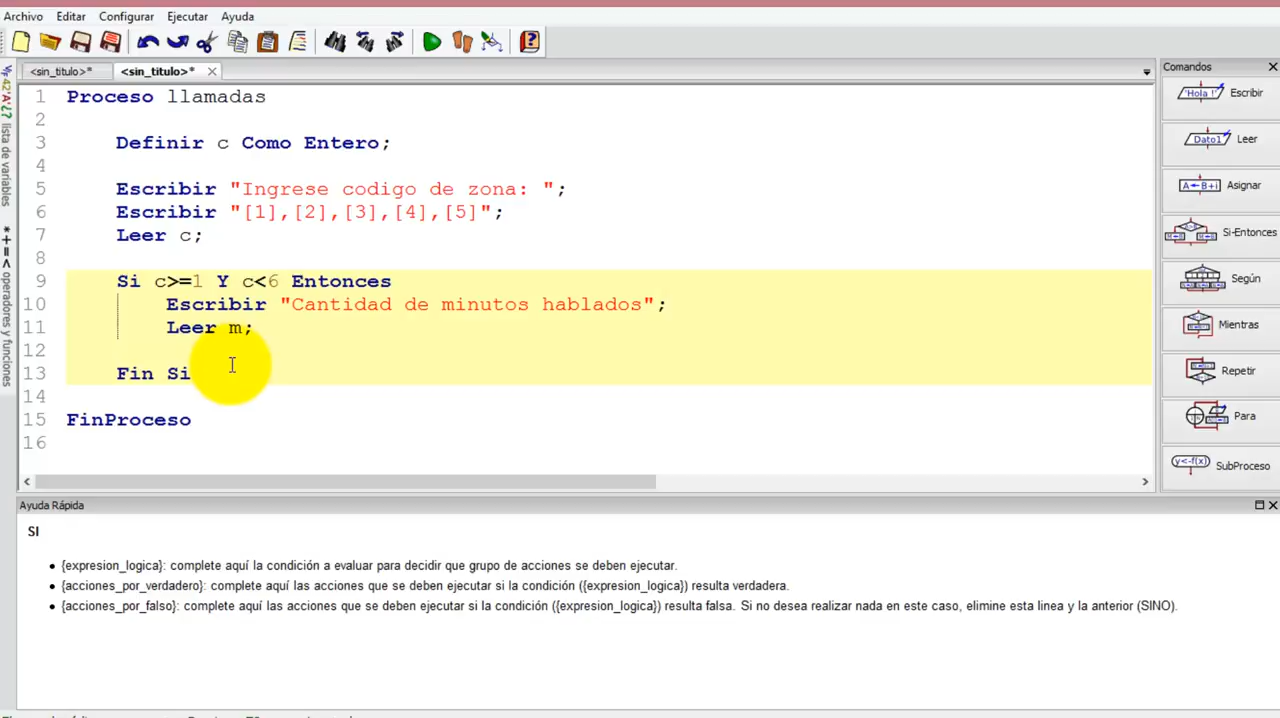 Archivo Editar Configurar Ejecutar Ayuda
<sin_titulo>* <sin_titulo>*
Comandos
1 Proceso llamadas
2
3 Definir c Como Entero;
4
5 Escribir "Ingrese codigo de zona: ";
6 Escribir "[1],[2],[3],[4],[5]";
7 Leer c;
8
9 Si c>=1 Y c<6 Entonces
10 Escribir "Cantidad de minutos hablados";
11 Leer m;
12
13 Fin Si
14
15 FinProceso
16
lista de variables
* + = < operadores y funciones
'Hola !' Escribir
Dato1 Leer
A←B+i Asignar
Si-Entonces
Según
Mientras
Repetir
Para
y<-f(x) SubProceso
Ayuda Rápida
SI
• {expresion_logica}: complete aquí la condición a evaluar para decidir que grupo de acciones se deben ejecutar.
• {acciones_por_verdadero}: complete aquí las acciones que se deben ejecutar si la condición ({expresion_logica}) resulta verdadera.
• {acciones_por_falso}: complete aquí las acciones que se deben ejecutar si la condición ({expresion_logica}) resulta falsa. Si no desea realizar nada en este caso, elimine esta linea y la anterior (SINO).